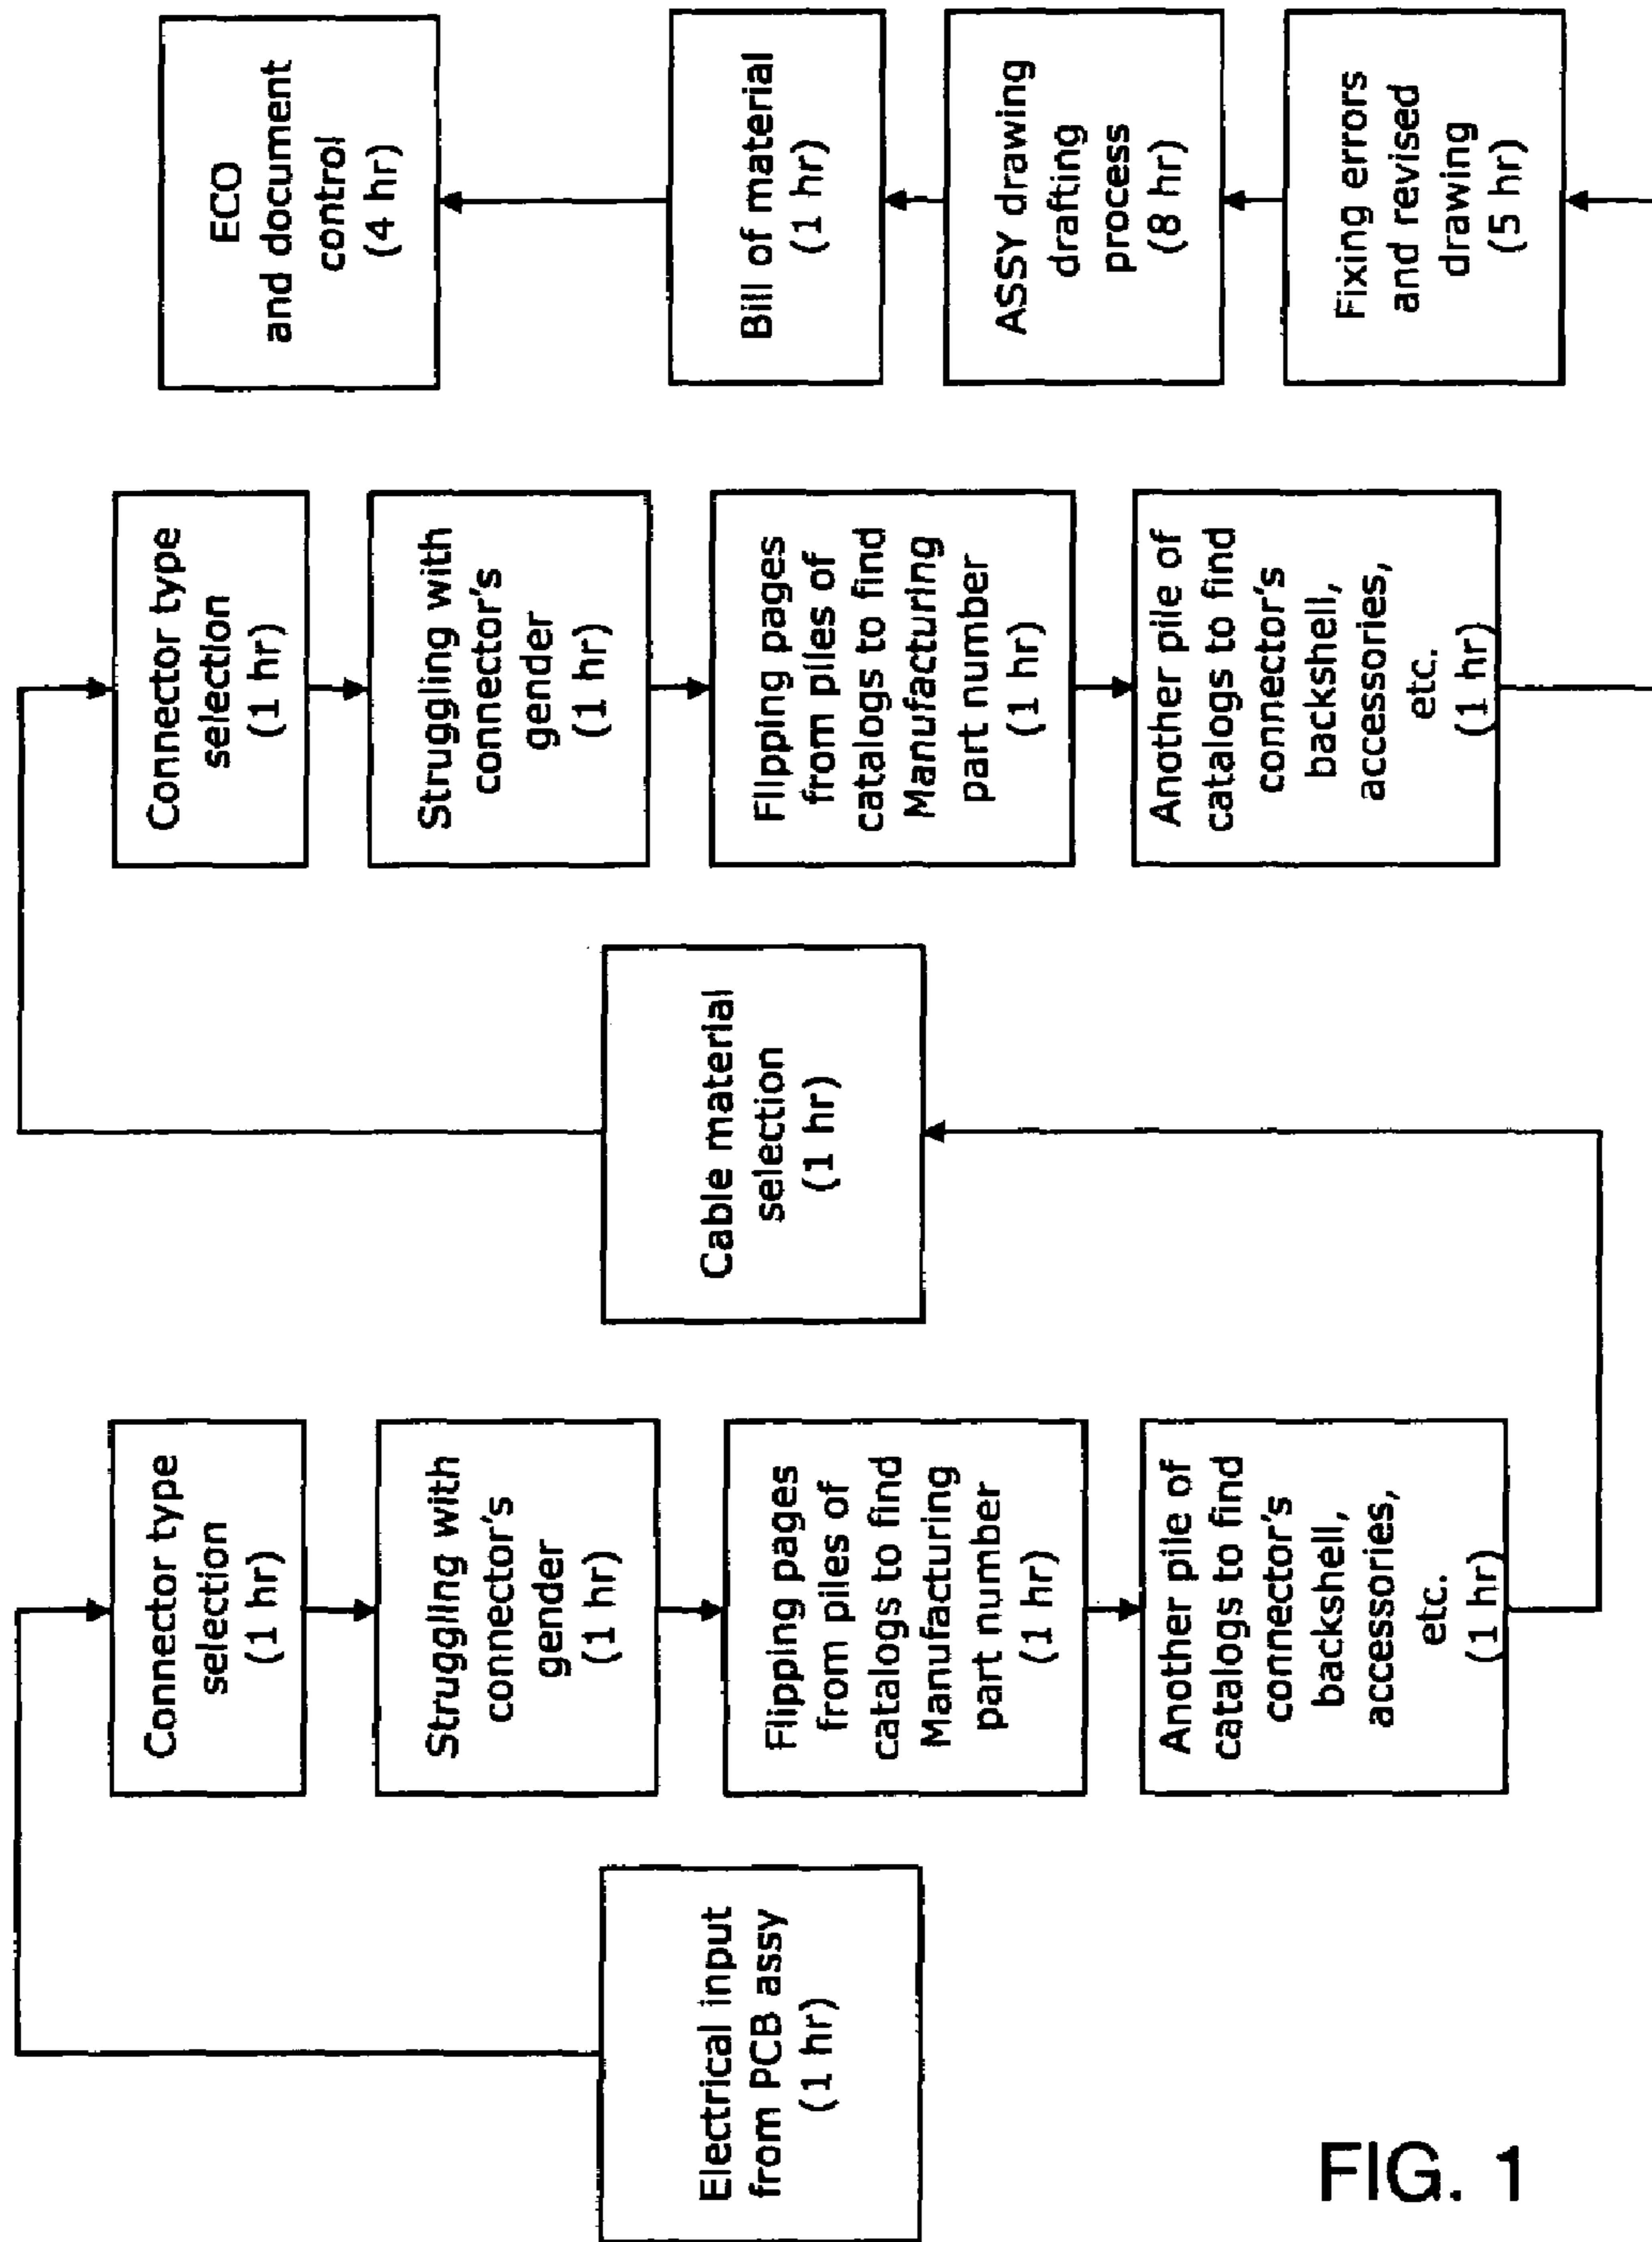 Electrical input
from PCB assy
(1 hr)
Connector type
selection
(1 hr)
Struggling with
connector's
gender
(1 hr)
Flipping pages
from piles of
catalogs to find
Manufacturing
part number
(1 hr)
Another pile of
catalogs to find
connector's
backshell,
accessories,
etc.
(1 hr)
Cable material
selection
(1 hr)
Connector type
selection
(1 hr)
Struggling with
connector's
gender
(1 hr)
Flipping pages
from piles of
catalogs to find
Manufacturing
part number
(1 hr)
Another pile of
catalogs to find
connector's
backshell,
accessories,
etc.
(1 hr)
Fixing errors
and revised
drawing
(5 hr)
ASSY drawing
drafting
process
(8 hr)
Bill of material
(1 hr)
ECO
and document
control
(4 hr)
FIG. 1